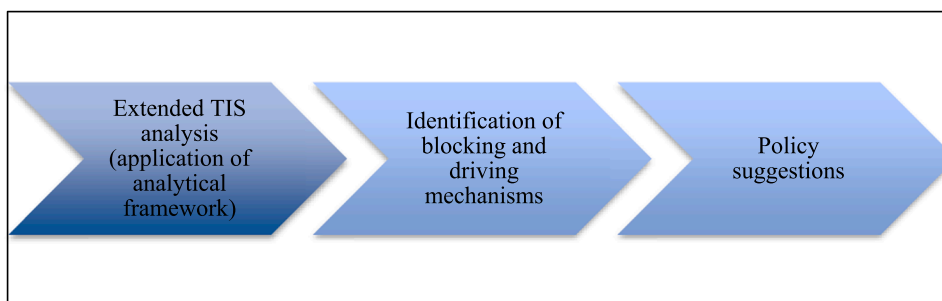 Extended TIS
analysis
(application of
analytical
framework)
Identification of
blocking and
driving
mechanisms
Policy
suggestions